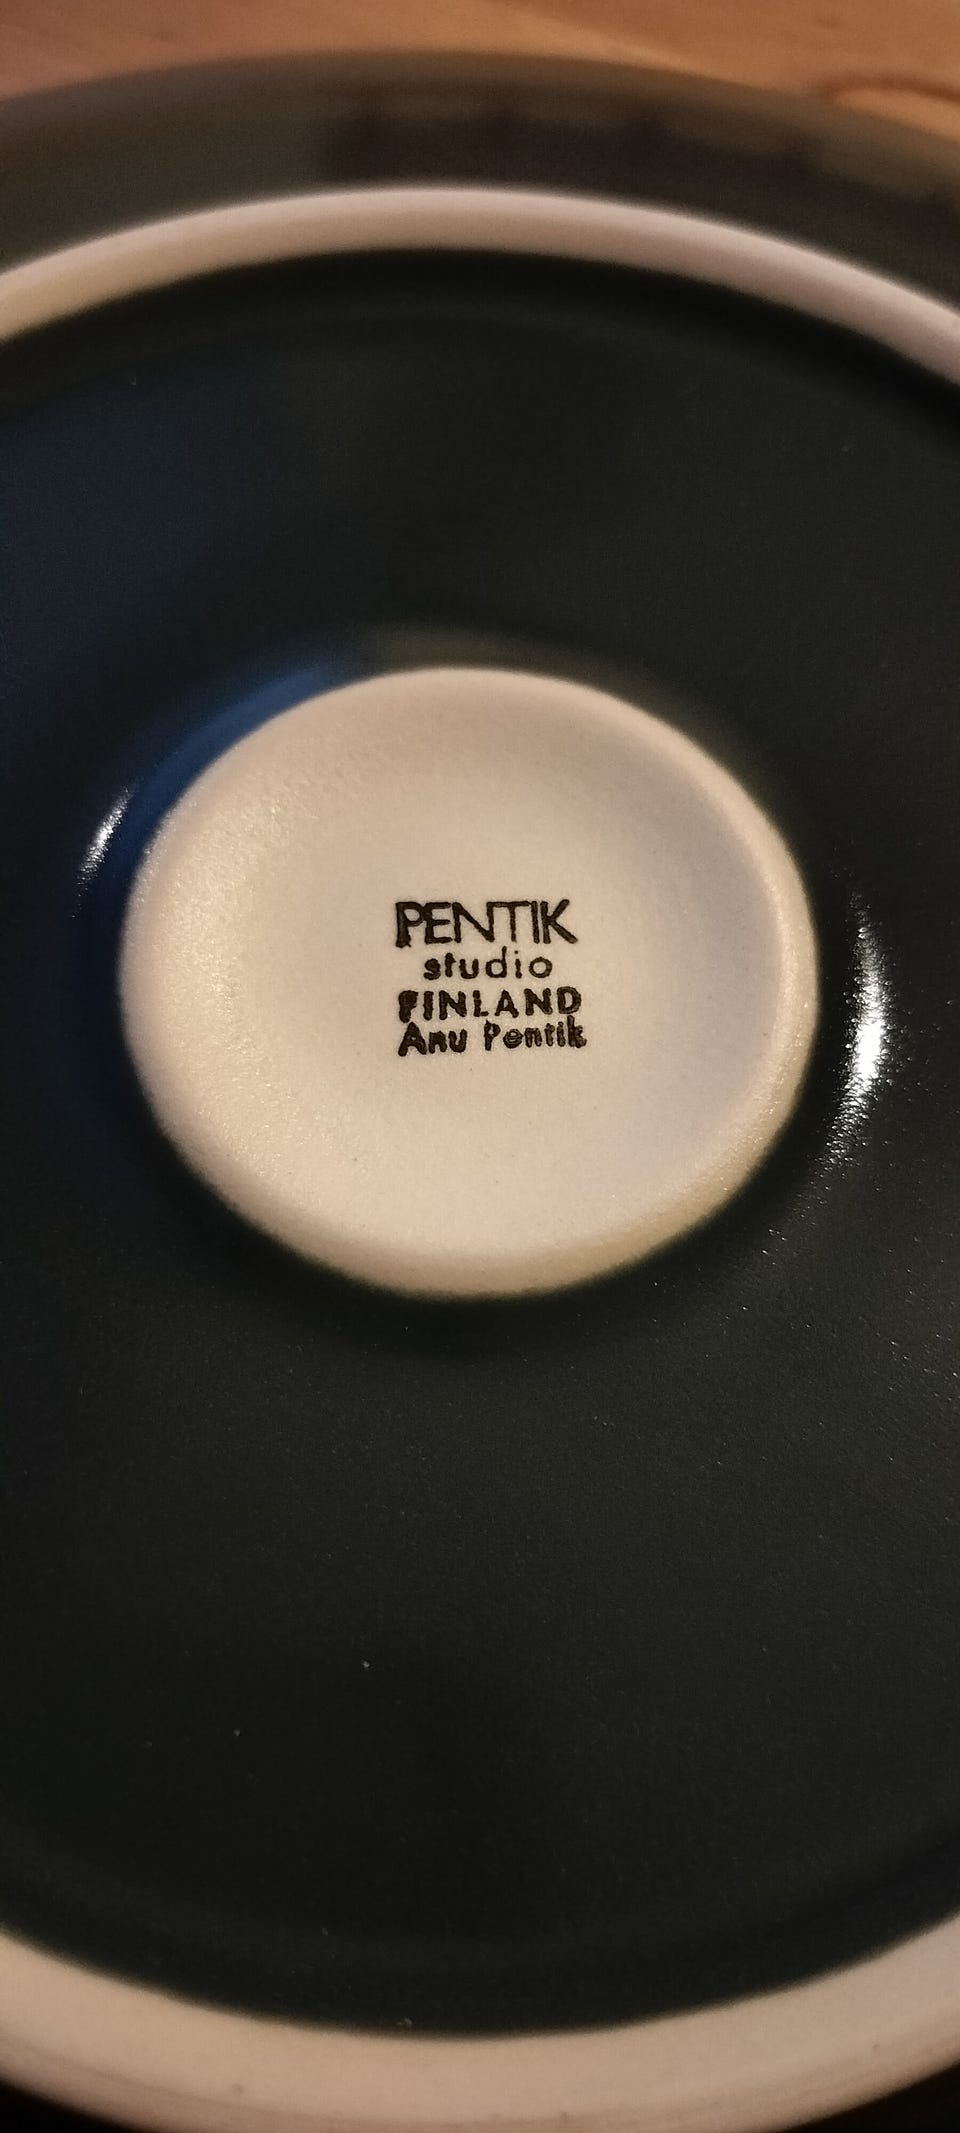 PENTIK
studio
FINLAND
Anu Pentik